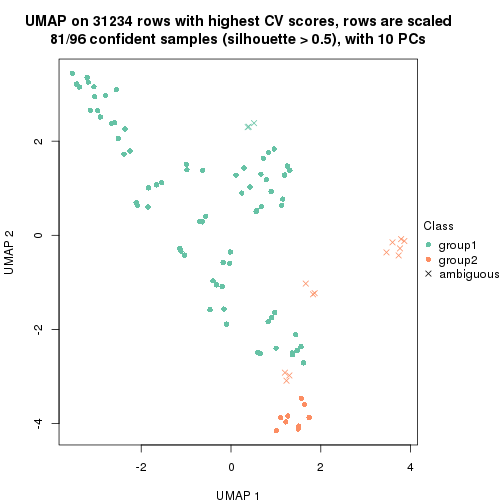 UMAP on 31234 rows with highest CV scores, rows are scaled
81/96 confident samples (silhouette > 0.5), with 10 PCs
2
0
-2
-4
UMAP 2
-2
0
2
4
UMAP 1
Class
group1
group2
ambiguous